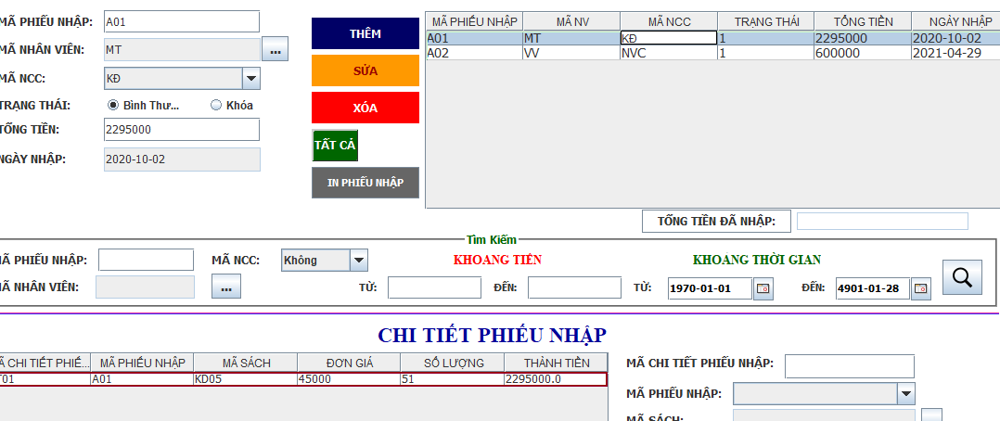 MÃ PHIẾU NHẬP: A01
MÃ NHÂN VIÊN: MT ...
MÃ NCC: KĐ
TRẠNG THÁI: Bình Thư... Khóa
TỔNG TIỀN: 2295000
NGÀY NHẬP: 2020-10-02
THÊM
SỬA
XÓA
TẤT CẢ
IN PHIẾU NHẬP
MÃ PHIẾU NHẬP MÃ NV MÃ NCC TRẠNG THÁI TỔNG TIỀN NGÀY NHẬP
A01 MT KĐ 1 2295000 2020-10-02
A02 VV NVC 1 600000 2021-04-29
TỔNG TIỀN ĐÃ NHẬP:
Tìm Kiếm
MÃ PHIẾU NHẬP: MÃ NCC: Không KHOẢNG TIỀN KHOẢNG THỜI GIAN
MÃ NHÂN VIÊN: ... TỪ: ĐẾN: TỪ: 1970-01-01 ĐẾN: 4901-01-28
CHI TIẾT PHIẾU NHẬP
MÃ CHI TIẾT PHIẾ... MÃ PHIẾU NHẬP MÃ SÁCH ĐƠN GIÁ SỐ LƯỢNG THÀNH TIỀN
T01 A01 KD05 45000 51 2295000.0
MÃ CHI TIẾT PHIẾU NHẬP:
MÃ PHIẾU NHẬP:
MÃ SÁCH: